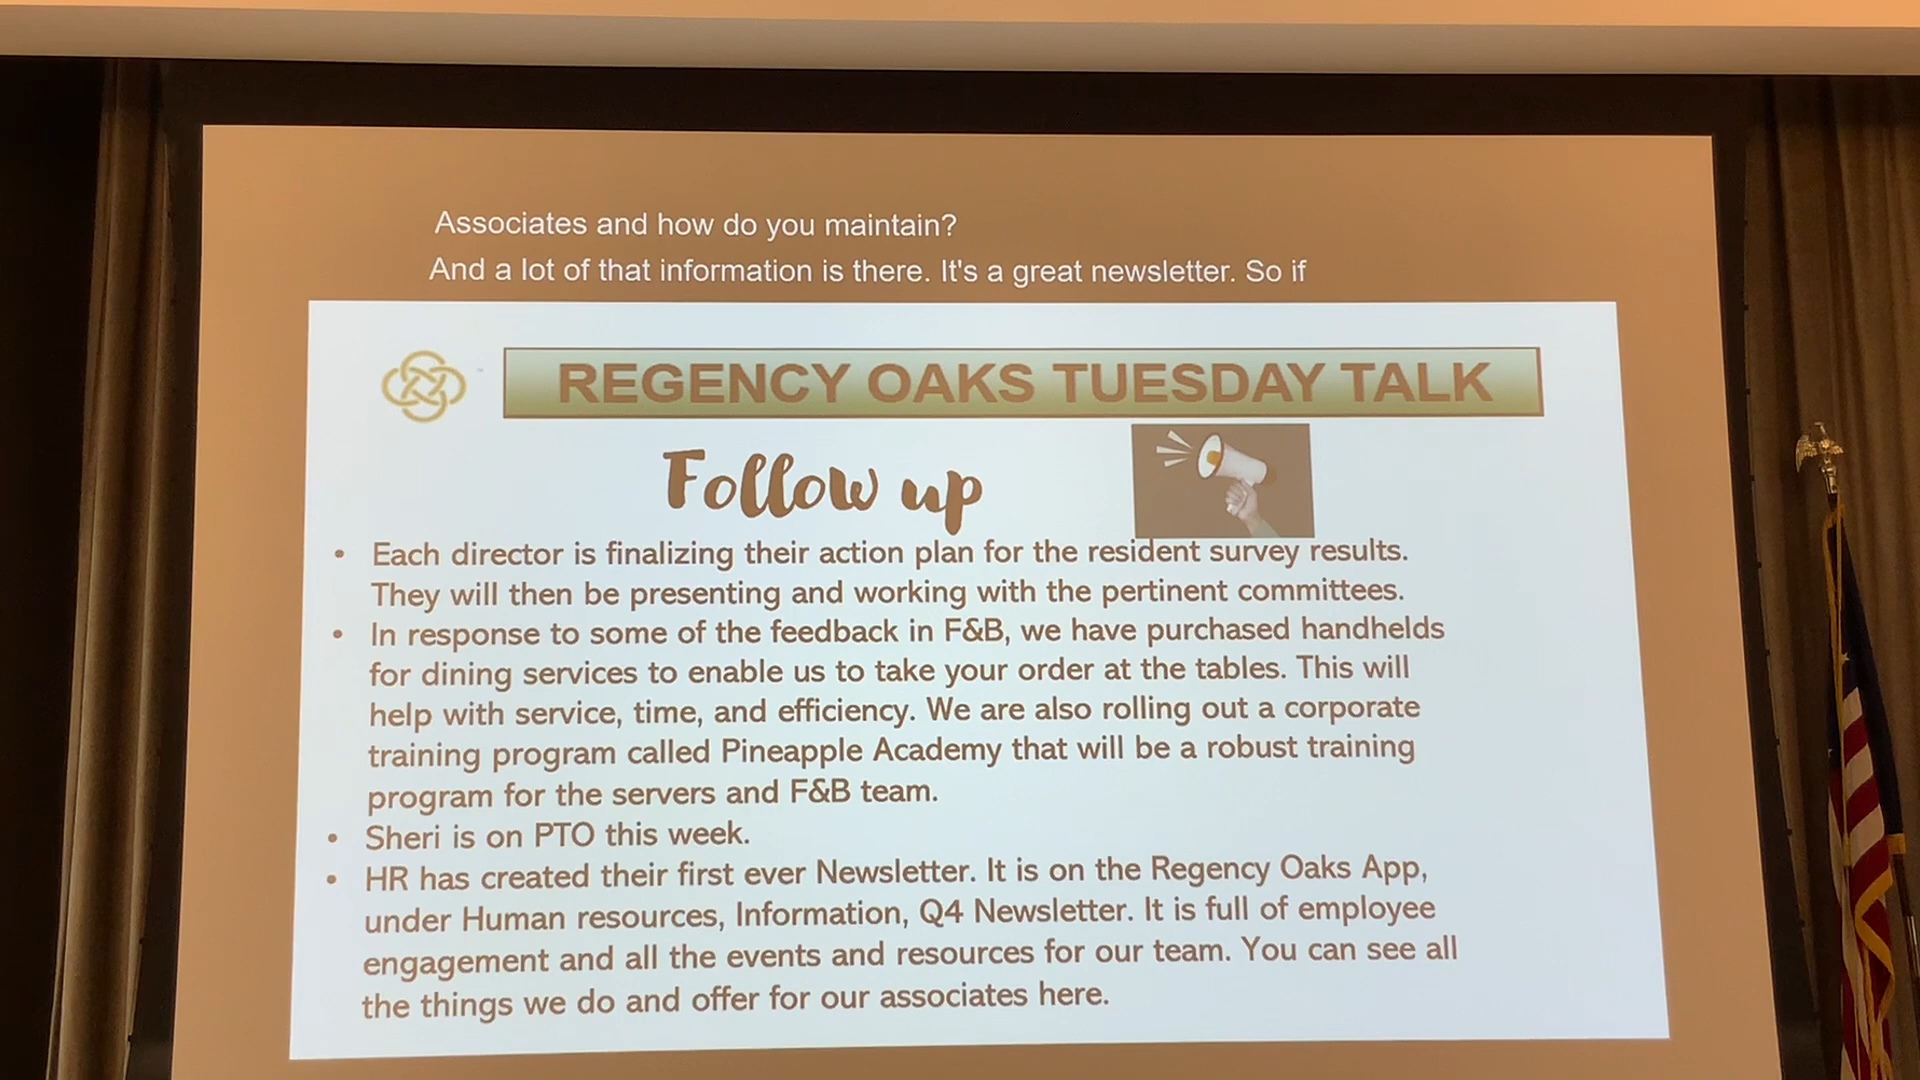 Associates and how do you maintain?
And a lot of that information is there. It's a great newsletter. So if
REGENCY OAKS TUESDAY TALK
Follow up
• Each director is finalizing their action plan for the resident survey results.
They will then be presenting and working with the pertinent committees.
• In response to some of the feedback in F&B, we have purchased handhelds
for dining services to enable us to take your order at the tables. This will
help with service, time, and efficiency. We are also rolling out a corporate
training program called Pineapple Academy that will be a robust training
program for the servers and F&B team.
• Sheri is on PTO this week.
• HR has created their first ever Newsletter. It is on the Regency Oaks App,
under Human resources, Information, Q4 Newsletter. It is full of employee
engagement and all the events and resources for our team. You can see all
the things we do and offer for our associates here.